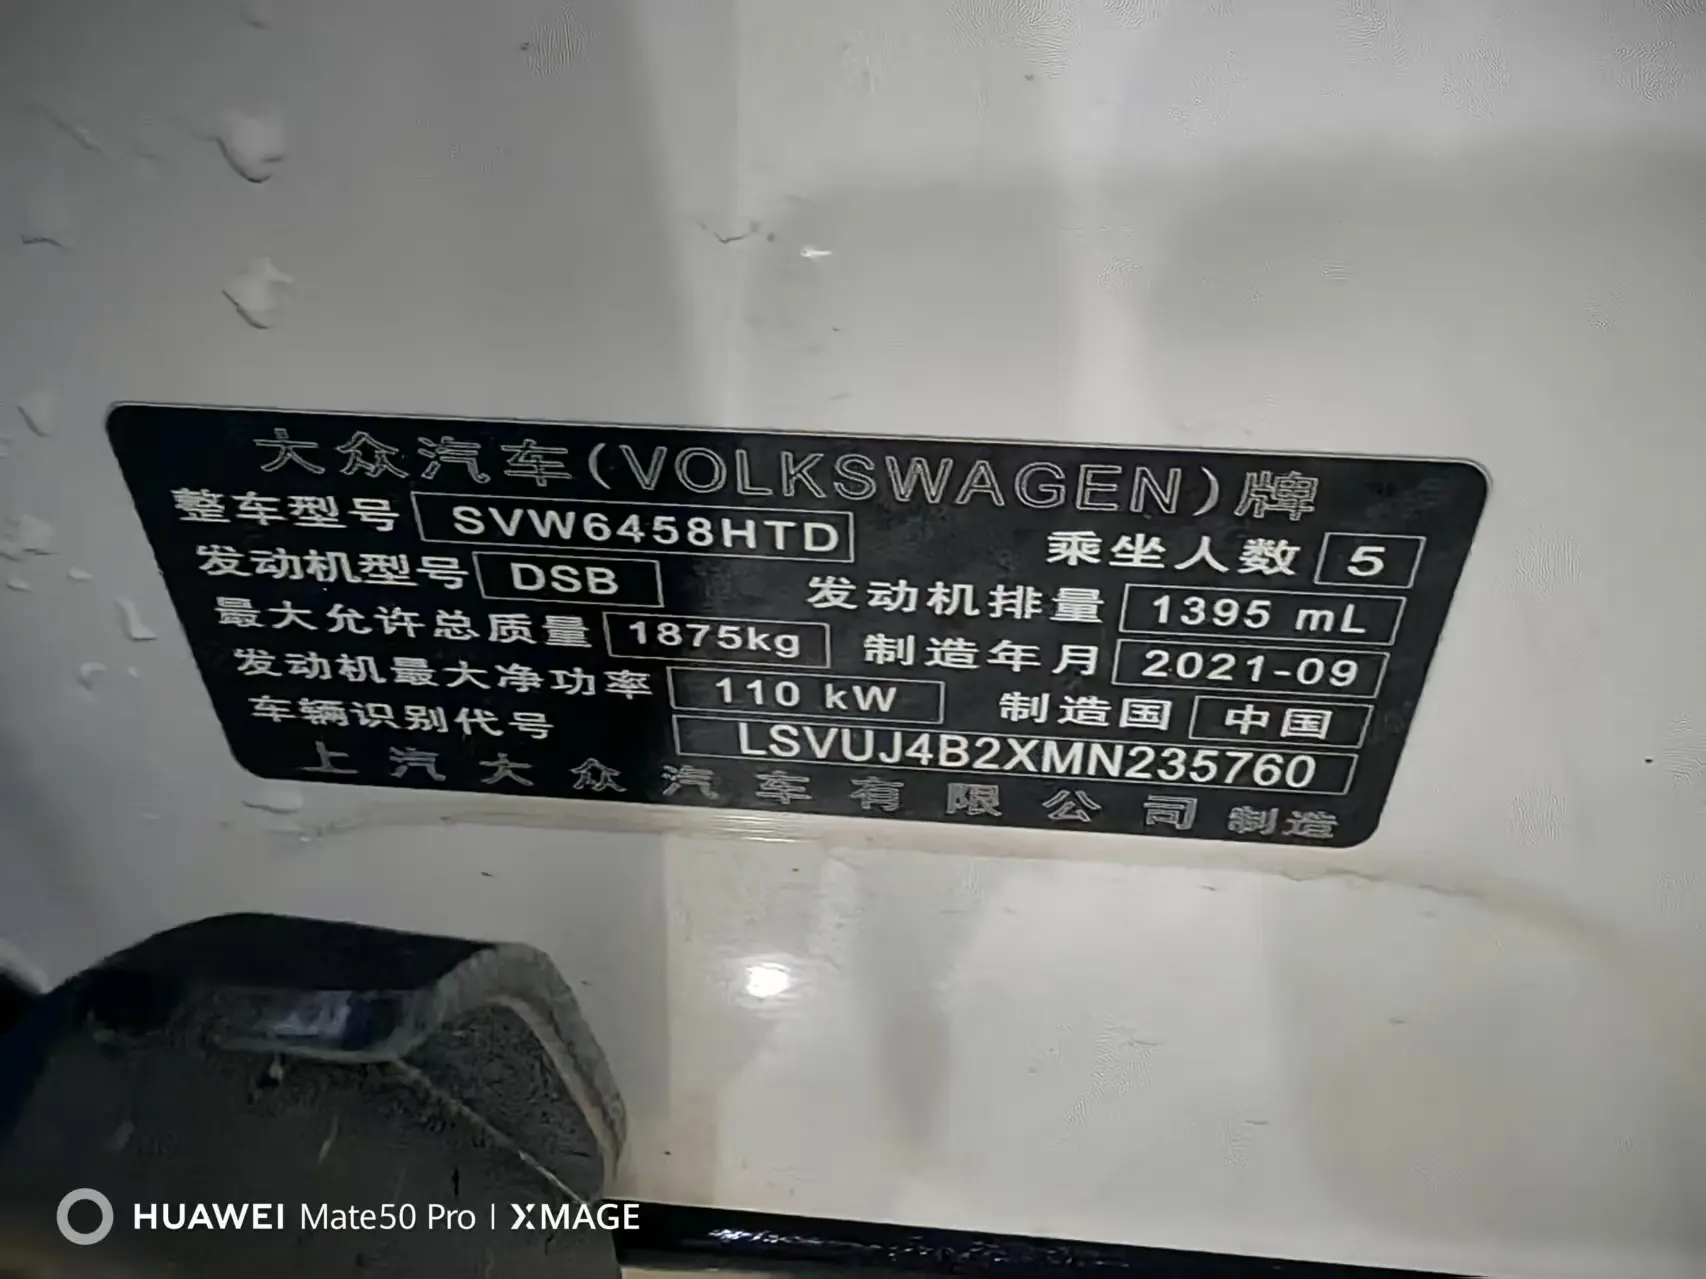 大众汽车(VOLKSWAGEN)牌
整车型号 SVW6458HTD 乘坐人数 5
发动机型号 DSB 发动机排量 1395 mL
最大允许总质量 1875kg 制造年月 2021-09
发动机最大净功率 110 kW 制造国 中国
车辆识别代号 LSVUJ4B2XMN235760
上汽大众汽车有限公司 制造
HUAWEI Mate50 Pro | XMAGE